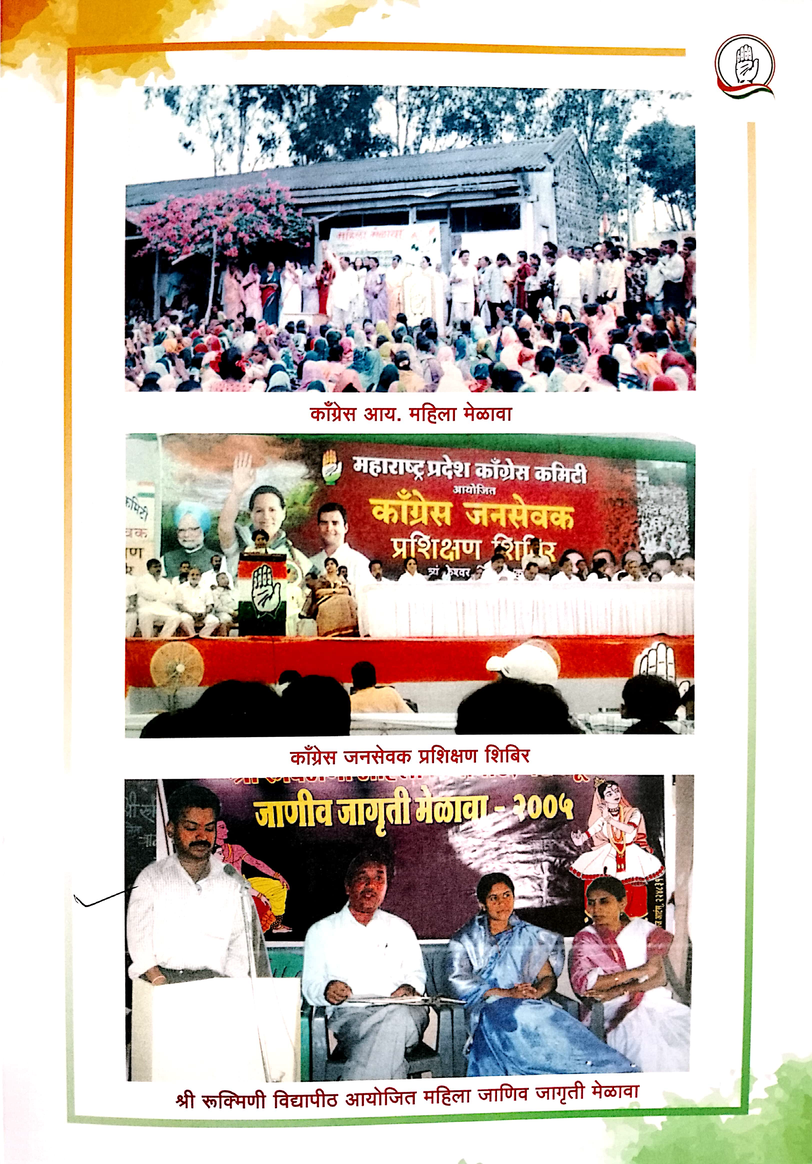 महिला मेळावा
काँग्रेस आय. महिला मेळावा
महाराष्ट्र प्रदेश काँग्रेस कमिटी
आयोजित
काँग्रेस जनसेवक
प्रशिक्षण शिबिर
काँग्रेस जनसेवक प्रशिक्षण शिबिर
जाणीव जागृती मेळावा - २००५
श्री रूक्मिणी विद्यापीठ आयोजित महिला जाणिव जागृती मेळावा